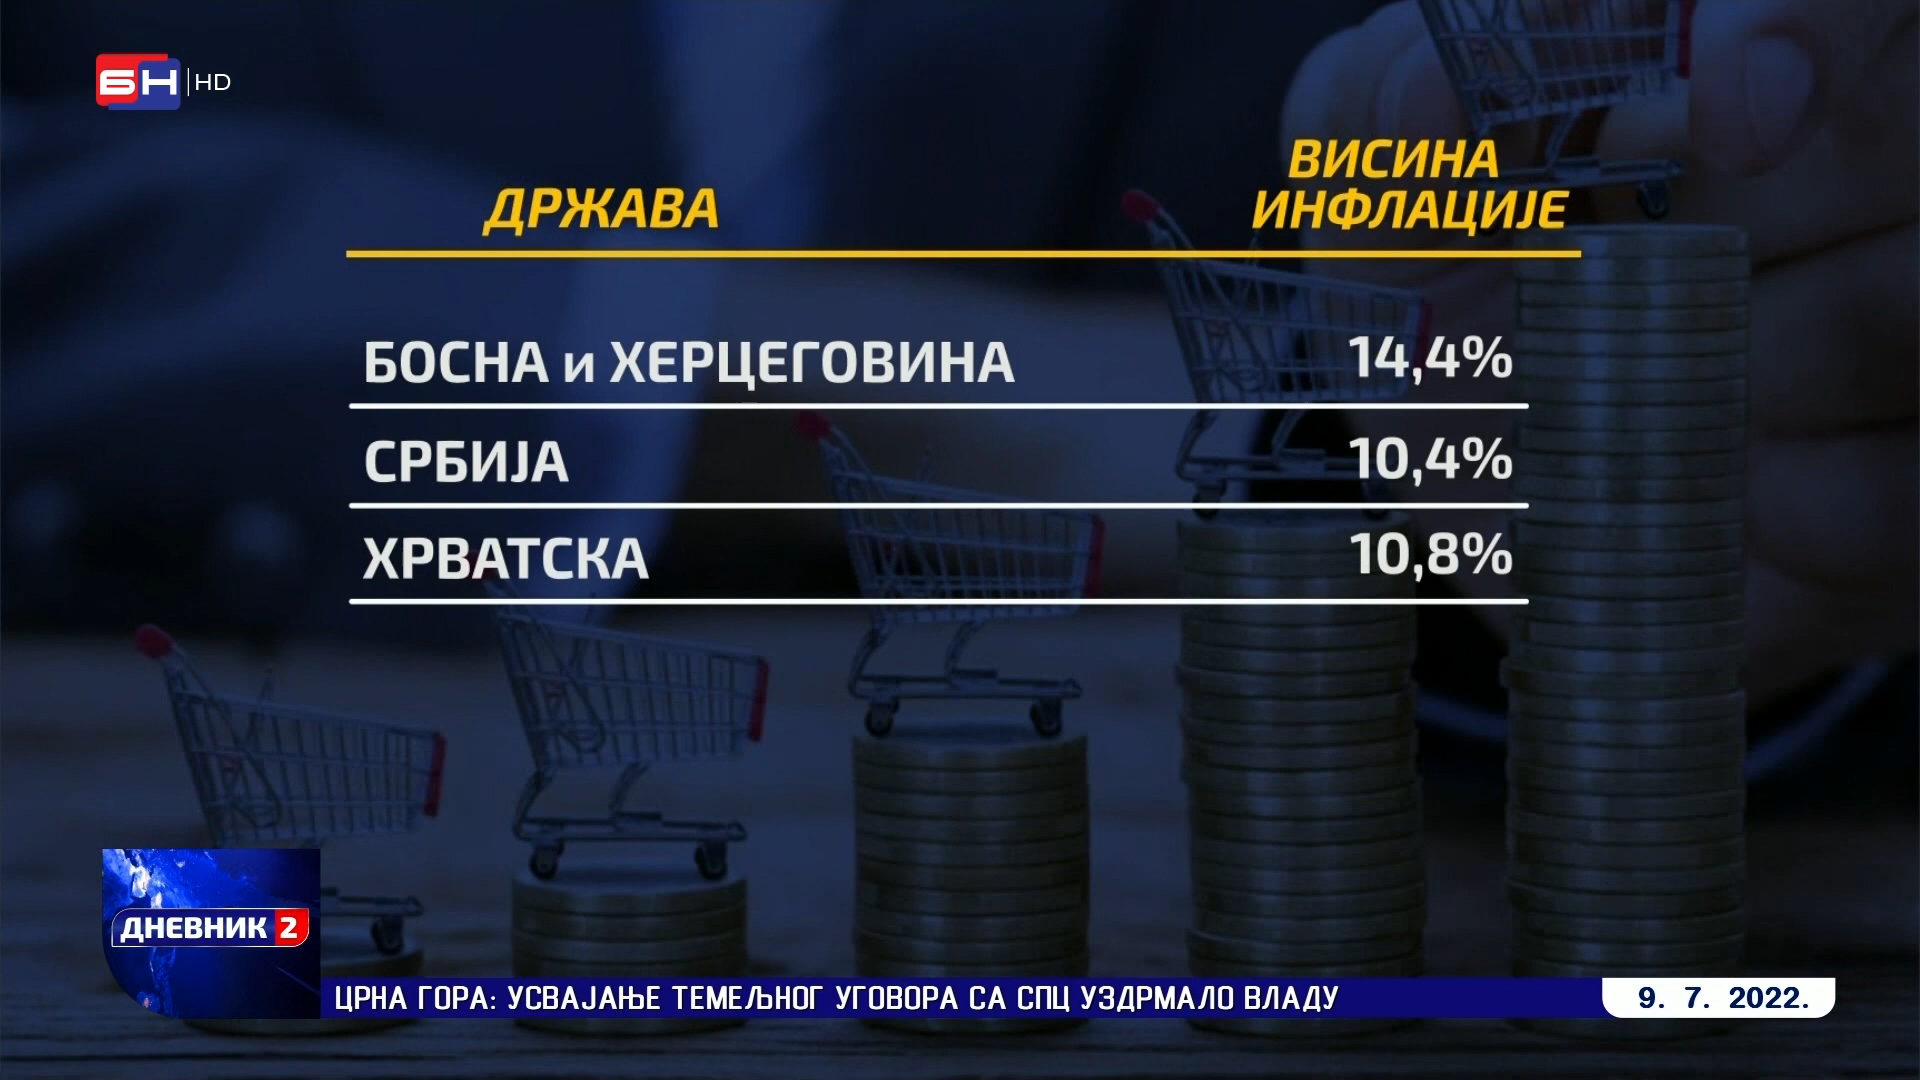 БН HD
ДРЖАВА
ВИСИНА
ИНФЛАЦИЈЕ
БОСНА и ХЕРЦЕГОВИНА 14,4%
СРБИЈА 10,4%
ХРВАТСКА 10,8%
ДНЕВНИК 2
ЦРНА ГОРА: УСВАЈАЊЕ ТЕМЕЉНОГ УГОВОРА СА СПЦ УЗДРМАЛО ВЛАДУ 9. 7. 2022.